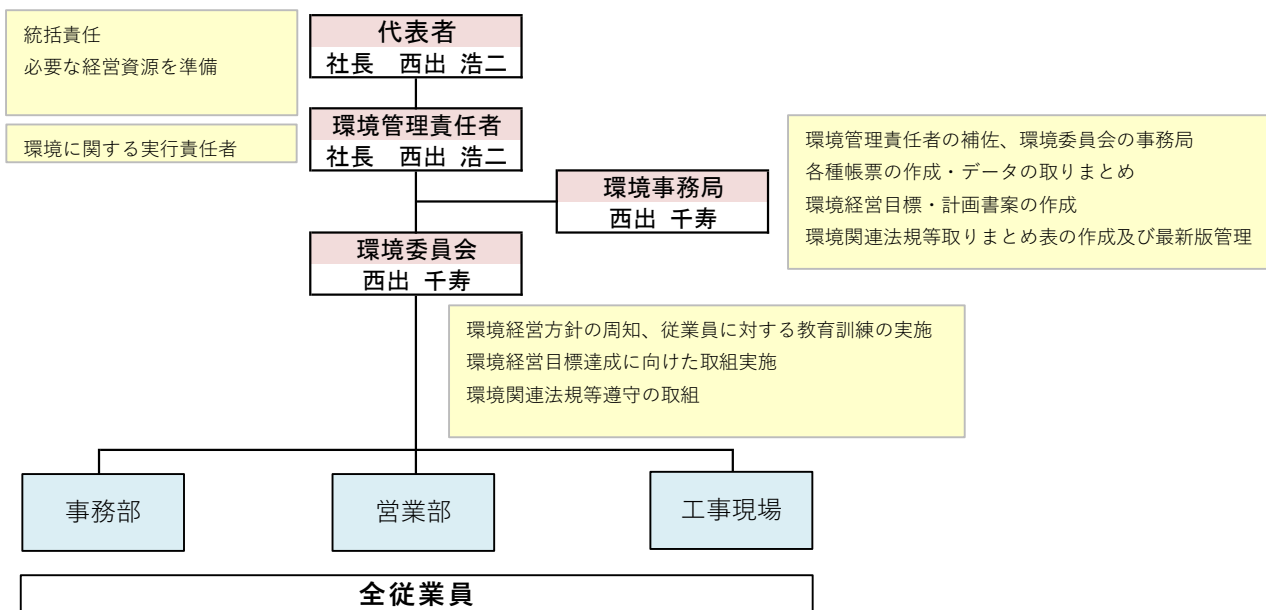 統括責任
必要な経営資源を準備
代表者
社長 西出 浩二
環境に関する実行責任者
環境管理責任者
社長 西出 浩二
環境事務局
西出 千寿
環境管理責任者の補佐、環境委員会の事務局
各種帳票の作成・データの取りまとめ
環境経営目標・計画書案の作成
環境関連法規等取りまとめ表の作成及び最新版管理
環境委員会
西出 千寿
環境経営方針の周知、従業員に対する教育訓練の実施
環境経営目標達成に向けた取組実施
環境関連法規等遵守の取組
事務部
営業部
工事現場
全従業員